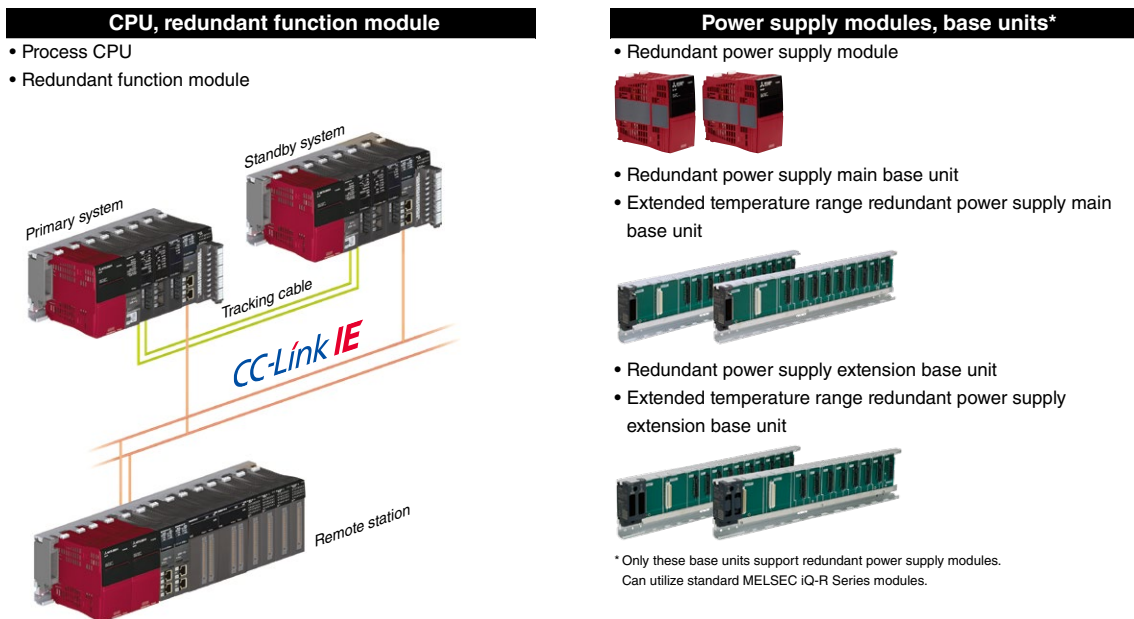 CPU, redundant function module
• Process CPU
• Redundant function module
Standby system
Primary system
Tracking cable
CC-Link IE
Remote station
Power supply modules, base units*
• Redundant power supply module
• Redundant power supply main base unit
• Extended temperature range redundant power supply main
base unit
• Redundant power supply extension base unit
• Extended temperature range redundant power supply
extension base unit
* Only these base units support redundant power supply modules.
Can utilize standard MELSEC iQ-R Series modules.